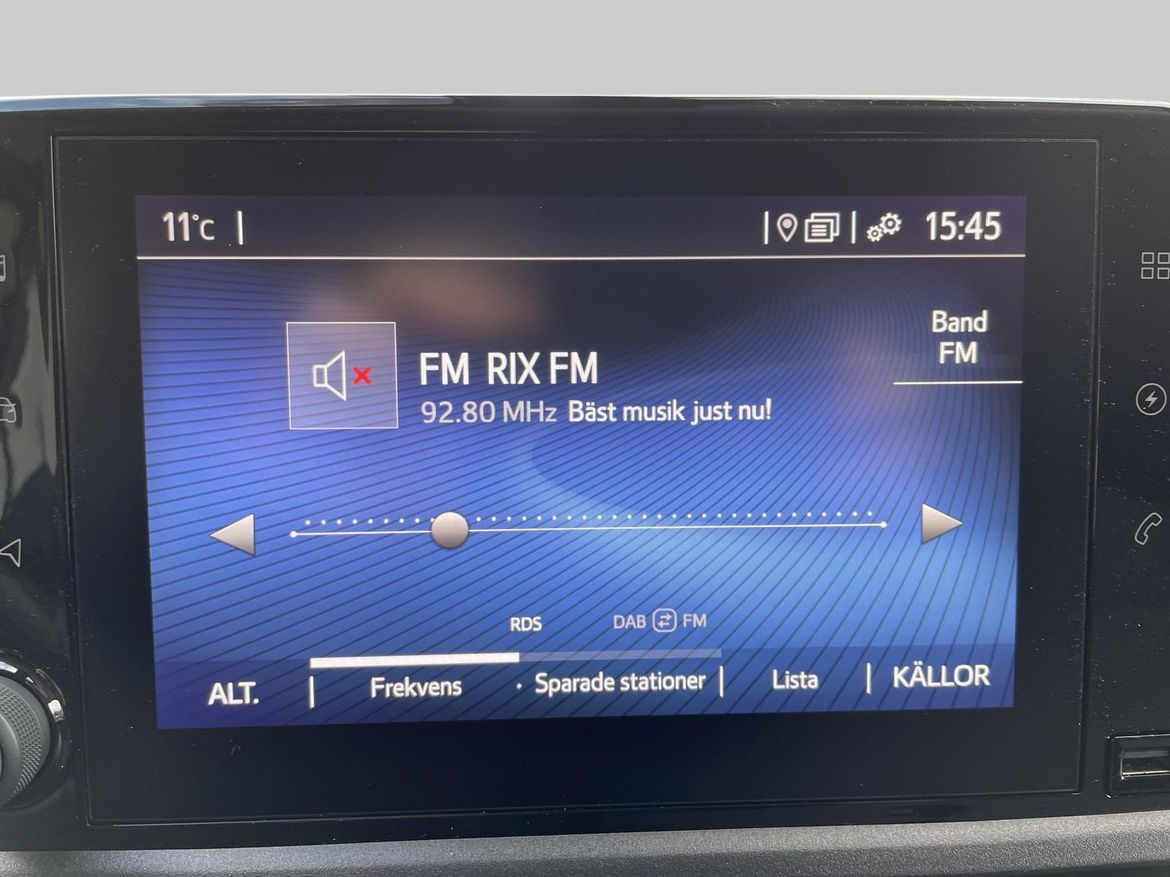 11°C
15:45
Band
FM
FM RIX FM
92.80 MHz Bäst musik just nu!
RDS DAB FM
ALT. Frekvens Sparade stationer Lista KÄLLOR